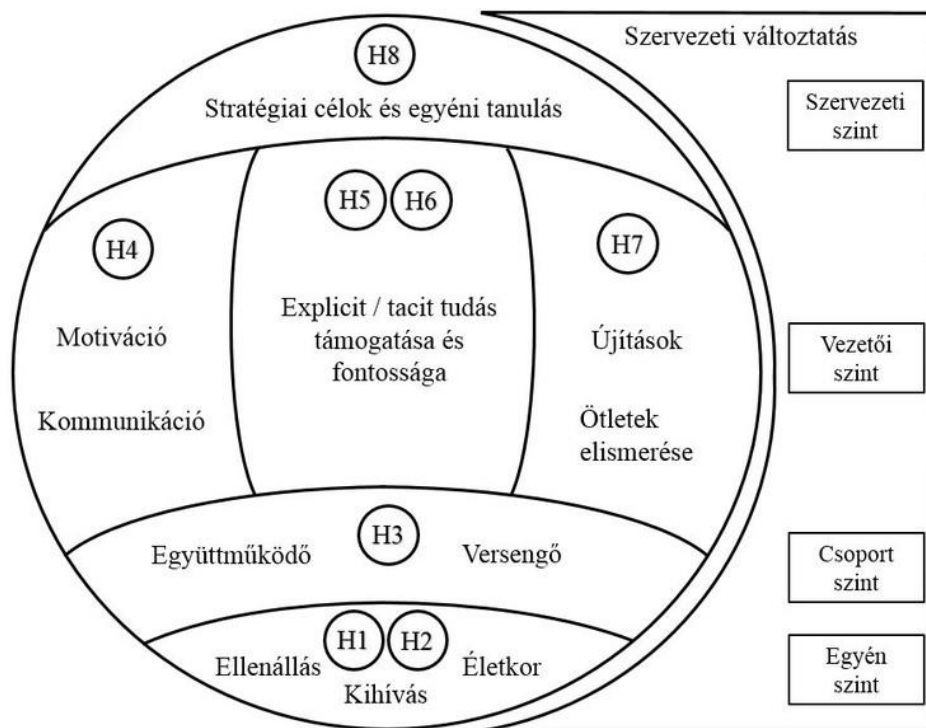 Szervezeti változtatás
H8
Stratégiai célok és egyéni tanulás
Szervezeti
szint
H5 H6
H4
H7
Explicit / tacit tudás
támogatása és
fontossága
Motiváció
Kommunikáció
Újítások
Ötletek
elismerése
Vezetői
szint
H3
Együttműködő
Versengő
Csoport
szint
H1 H2
Ellenállás
Kihívás
Életkor
Egyén
szint